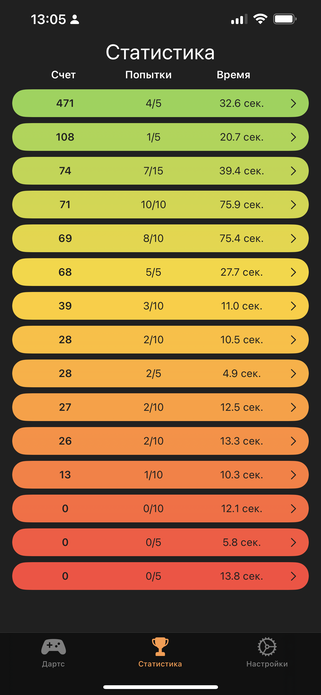 13:05
Статистика
Счет Попытки Время
471 4/5 32.6 сек.
108 1/5 20.7 сек.
74 7/15 39.4 сек.
71 10/10 75.9 сек.
69 8/10 75.4 сек.
68 5/5 27.7 сек.
39 3/10 11.0 сек.
28 2/10 10.5 сек.
28 2/5 4.9 сек.
27 2/10 12.5 сек.
26 2/10 13.3 сек.
13 1/10 10.3 сек.
0 0/10 12.1 сек.
0 0/5 5.8 сек.
0 0/5 13.8 сек.
Дартс Статистика Настройки